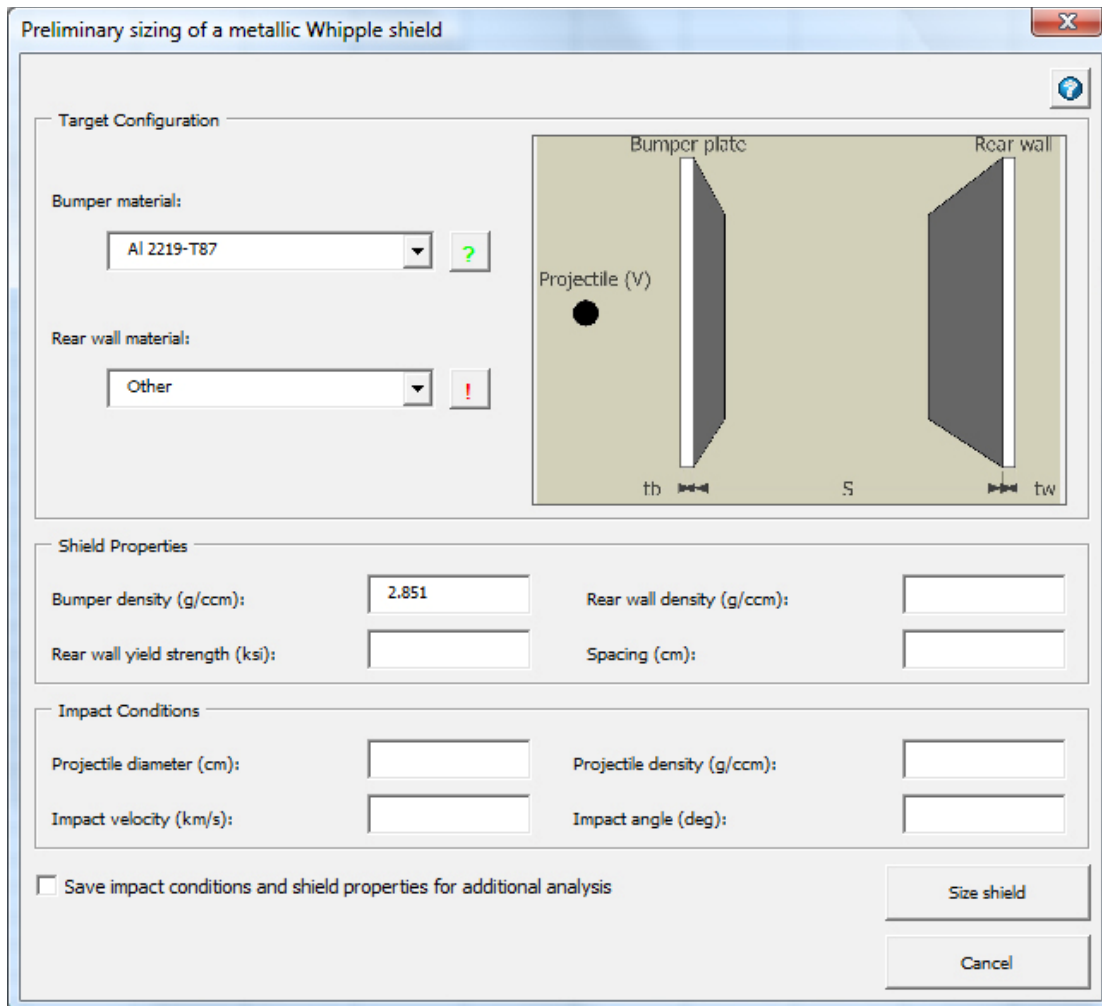 Preliminary sizing of a metallic Whipple shield
X
?
Target Configuration
Bumper material:
Al 2219-T87
?
Rear wall material:
Other
!
Bumper plate
Rear wall
Projectile (V)
tb
S
tw
Shield Properties
Bumper density (g/ccm):
2.851
Rear wall density (g/ccm):
Rear wall yield strength (ksi):
Spacing (cm):
Impact Conditions
Projectile diameter (cm):
Projectile density (g/ccm):
Impact velocity (km/s):
Impact angle (deg):
Save impact conditions and shield properties for additional analysis
Size shield
Cancel